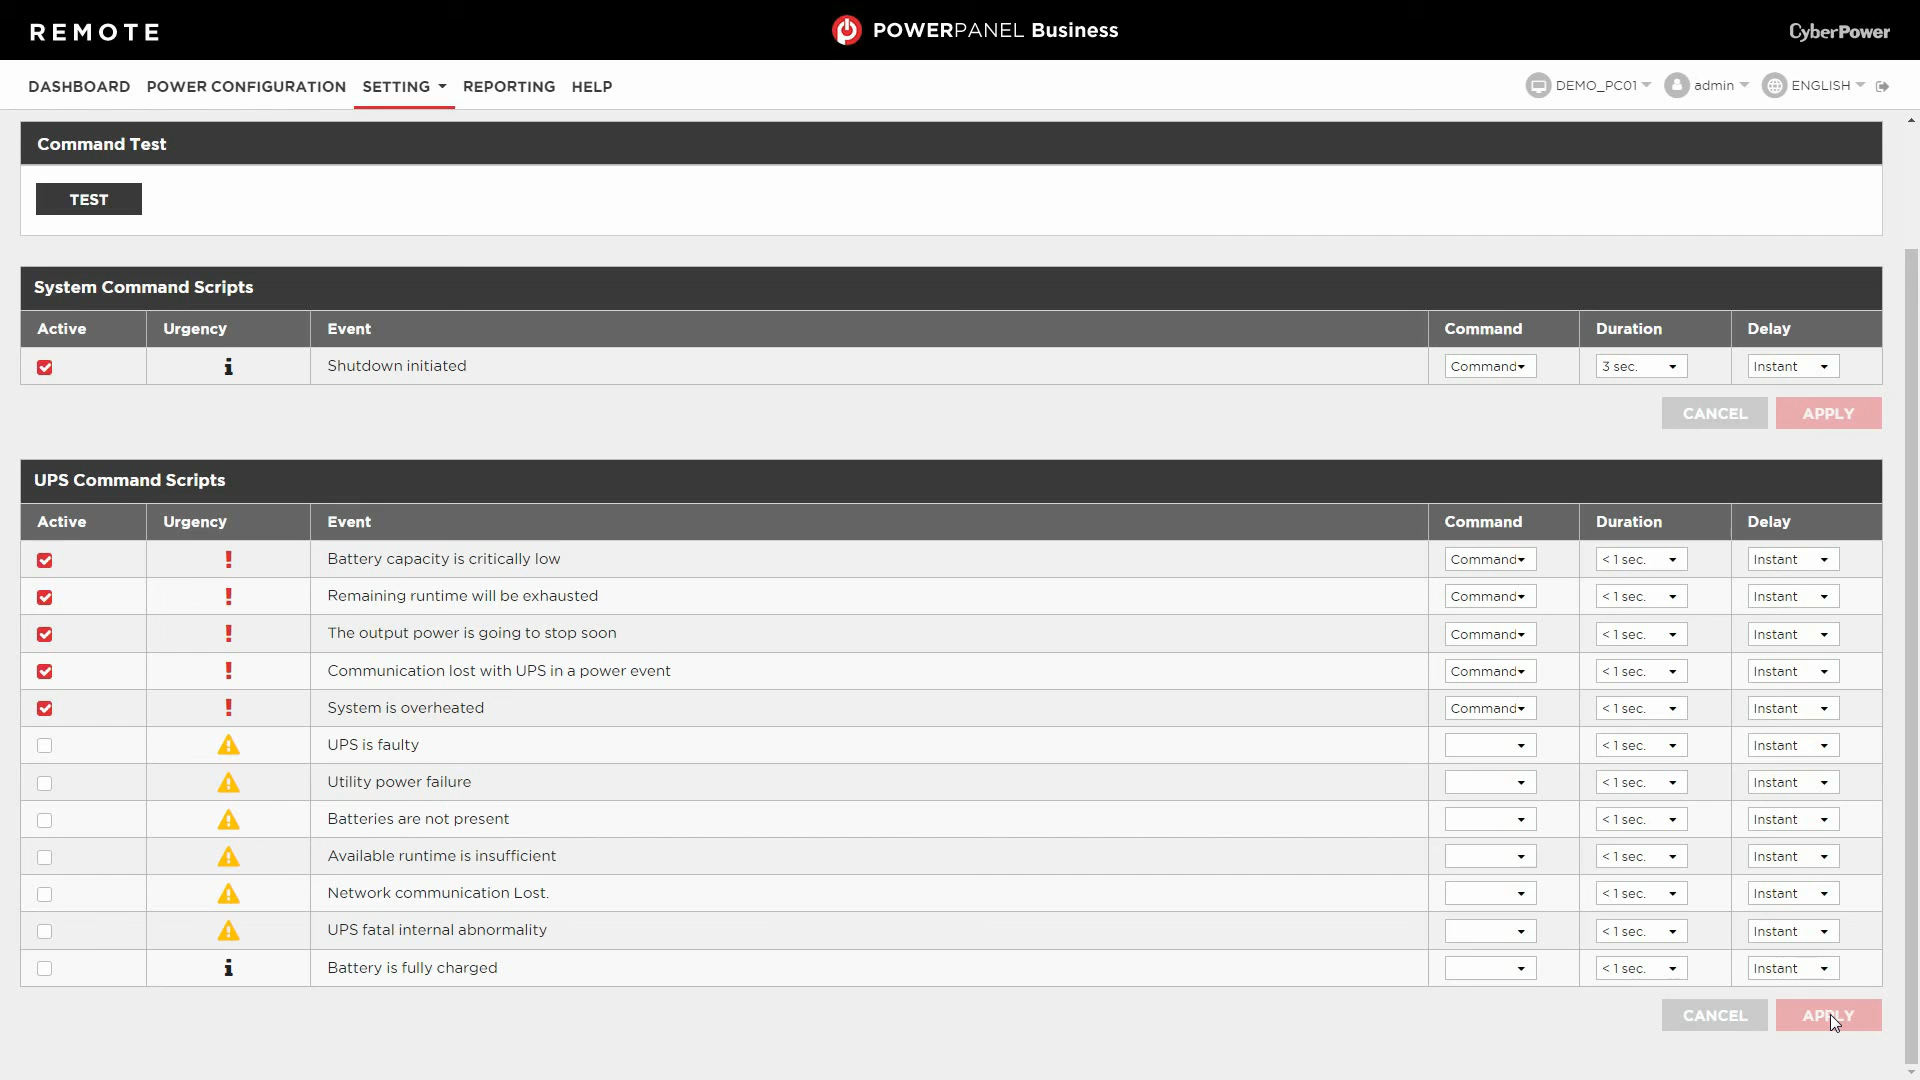 REMOTE
POWERPANEL Business
CyberPower
DASHBOARD POWER CONFIGURATION SETTING REPORTING HELP
DEMO_PC01 admin ENGLISH
Command Test
TEST
System Command Scripts
Active Urgency Event Command Duration Delay
Shutdown initiated Command 3 sec. Instant
CANCEL APPLY
UPS Command Scripts
Active Urgency Event Command Duration Delay
Battery capacity is critically low Command < 1 sec. Instant
Remaining runtime will be exhausted Command < 1 sec. Instant
The output power is going to stop soon Command < 1 sec. Instant
Communication lost with UPS in a power event Command < 1 sec. Instant
System is overheated Command < 1 sec. Instant
UPS is faulty < 1 sec. Instant
Utility power failure < 1 sec. Instant
Batteries are not present < 1 sec. Instant
Available runtime is insufficient < 1 sec. Instant
Network communication Lost. < 1 sec. Instant
UPS fatal internal abnormality < 1 sec. Instant
Battery is fully charged < 1 sec. Instant
CANCEL APPLY